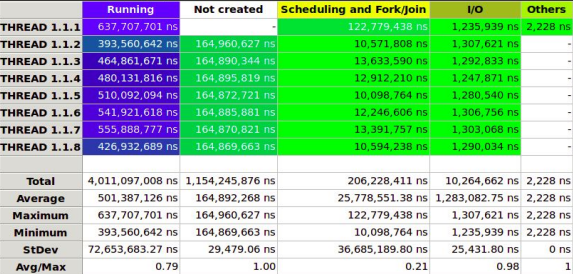 Running Not created Scheduling and Fork/Join I/O Others
THREAD 1.1.1 637,707,701 ns - 122,779,438 ns 1,235,939 ns 2,228 ns
THREAD 1.1.2 393,560,642 ns 164,960,627 ns 10,571,808 ns 1,307,621 ns -
THREAD 1.1.3 464,861,671 ns 164,890,344 ns 13,633,590 ns 1,292,833 ns -
THREAD 1.1.4 480,131,816 ns 164,895,819 ns 12,912,210 ns 1,247,871 ns -
THREAD 1.1.5 510,092,094 ns 164,872,721 ns 10,098,764 ns 1,280,540 ns -
THREAD 1.1.6 541,921,618 ns 164,885,881 ns 12,246,606 ns 1,306,756 ns -
THREAD 1.1.7 555,888,777 ns 164,870,821 ns 13,391,757 ns 1,303,068 ns -
THREAD 1.1.8 426,932,689 ns 164,869,663 ns 10,594,238 ns 1,290,034 ns -
Total 4,011,097,008 ns 1,154,245,876 ns 206,228,411 ns 10,264,662 ns 2,228 ns
Average 501,387,126 ns 164,892,268 ns 25,778,551.38 ns 1,283,082.75 ns 2,228 ns
Maximum 637,707,701 ns 164,960,627 ns 122,779,438 ns 1,307,621 ns 2,228 ns
Minimum 393,560,642 ns 164,869,663 ns 10,098,764 ns 1,235,939 ns 2,228 ns
StDev 72,653,683.27 ns 29,479.06 ns 36,685,189.80 ns 25,431.80 ns 0 ns
Avg/Max 0.79 1.00 0.21 0.98 1